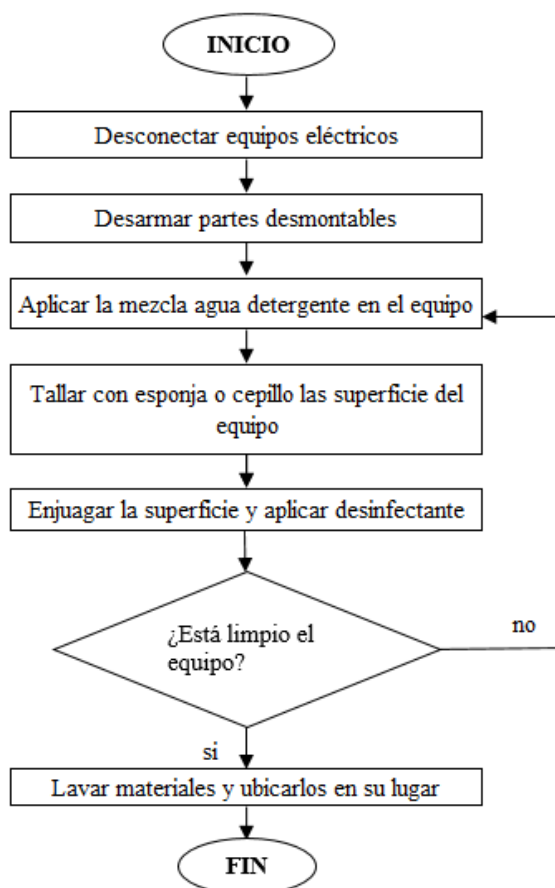 INICIO
Desconectar equipos eléctricos
Desarmar partes desmontables
Aplicar la mezcla agua detergente en el equipo
Tallar con esponja o cepillo las superficie del
equipo
Enjuagar la superficie y aplicar desinfectante
¿Está limpio el
equipo?
no
si
Lavar materiales y ubicarlos en su lugar
FIN